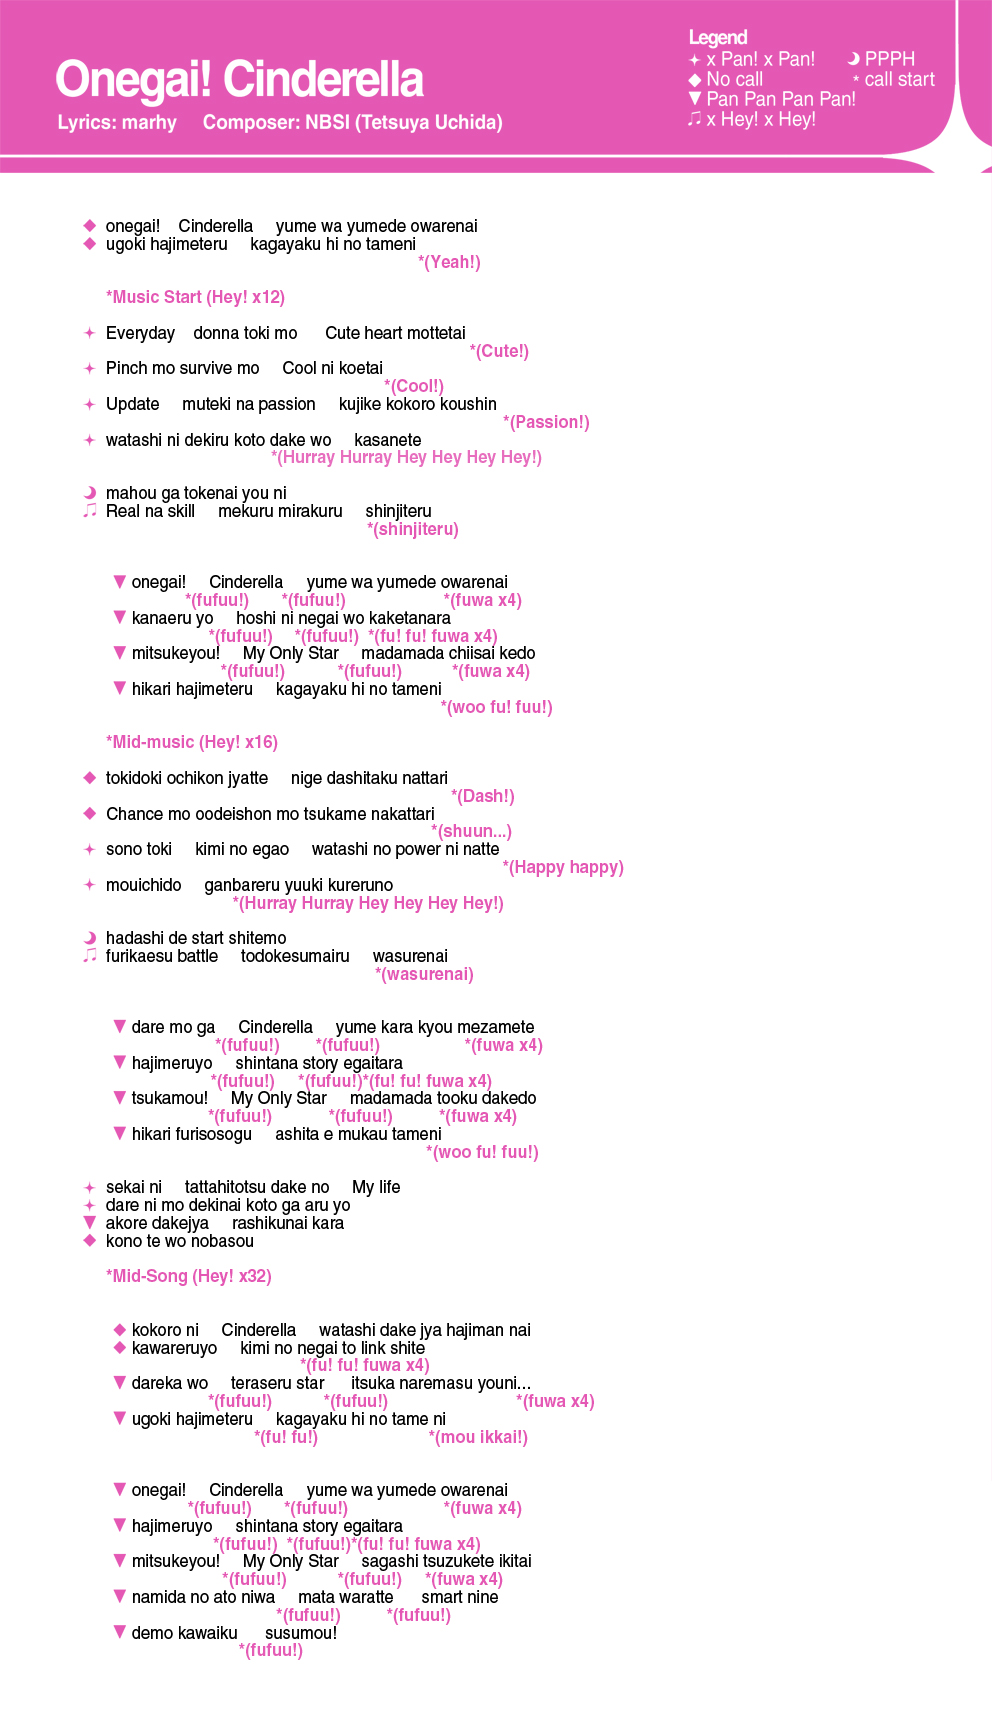 Onegai! Cinderella
Lyrics: marhy Composer: NBSI (Tetsuya Uchida)
Legend
✦ x Pan! x Pan! ☽ PPPH
◆ No call * call start
▼ Pan Pan Pan Pan!
♫ x Hey! x Hey!
◆ onegai! Cinderella yume wa yumede owarenai
◆ ugoki hajimeteru kagayaku hi no tameni
*(Yeah!)
*Music Start (Hey! x12)
✦ Everyday donna toki mo Cute heart mottetai
*(Cute!)
✦ Pinch mo survive mo Cool ni koetai
*(Cool!)
✦ Update muteki na passion kujike kokoro koushin
*(Passion!)
✦ watashi ni dekiru koto dake wo kasanete
*(Hurray Hurray Hey Hey Hey Hey!)
☽ mahou ga tokenai you ni
♫ Real na skill mekuru mirakuru shinjiteru
*(shinjiteru)
▼ onegai! Cinderella yume wa yumede owarenai
*(fufuu!) *(fufuu!) *(fuwa x4)
▼ kanaeru yo hoshi ni negai wo kaketanara
*(fufuu!) *(fufuu!) *(fu! fu! fuwa x4)
▼ mitsukeyou! My Only Star madamada chiisai kedo
*(fufuu!) *(fufuu!) *(fuwa x4)
▼ hikari hajimeteru kagayaku hi no tameni
*(woo fu! fuu!)
*Mid-music (Hey! x16)
◆ tokidoki ochikon jyatte nige dashitaku nattari
*(Dash!)
◆ Chance mo oodeishon mo tsukame nakattari
*(shuun...)
✦ sono toki kimi no egao watashi no power ni natte
*(Happy happy)
✦ mouichido ganbareru yuuki kureruno
*(Hurray Hurray Hey Hey Hey Hey!)
☽ hadashi de start shitemo
♫ furikaesu battle todokesumairu wasurenai
*(wasurenai)
▼ dare mo ga Cinderella yume kara kyou mezamete
*(fufuu!) *(fufuu!) *(fuwa x4)
▼ hajimeruyo shintana story egaitara
*(fufuu!) *(fufuu!)*(fu! fu! fuwa x4)
▼ tsukamou! My Only Star madamada tooku dakedo
*(fufuu!) *(fufuu!) *(fuwa x4)
▼ hikari furisosogu ashita e mukau tameni
*(woo fu! fuu!)
✦ sekai ni tattahitotsu dake no My life
✦ dare ni mo dekinai koto ga aru yo
▼ akore dakejya rashikunai kara
◆ kono te wo nobasou
*Mid-Song (Hey! x32)
◆ kokoro ni Cinderella watashi dake jya hajiman nai
◆ kawareruyo kimi no negai to link shite
*(fu! fu! fuwa x4)
▼ dareka wo teraseru star itsuka naremasu youni...
*(fufuu!) *(fufuu!) *(fuwa x4)
▼ ugoki hajimeteru kagayaku hi no tame ni
*(fu! fu!) *(mou ikkai!)
▼ onegai! Cinderella yume wa yumede owarenai
*(fufuu!) *(fufuu!) *(fuwa x4)
▼ hajimeruyo shintana story egaitara
*(fufuu!) *(fufuu!)*(fu! fu! fuwa x4)
▼ mitsukeyou! My Only Star sagashi tsuzukete ikitai
*(fufuu!) *(fufuu!) *(fuwa x4)
▼ namida no ato niwa mata waratte smart nine
*(fufuu!) *(fufuu!)
▼ demo kawaiku susumou!
*(fufuu!)